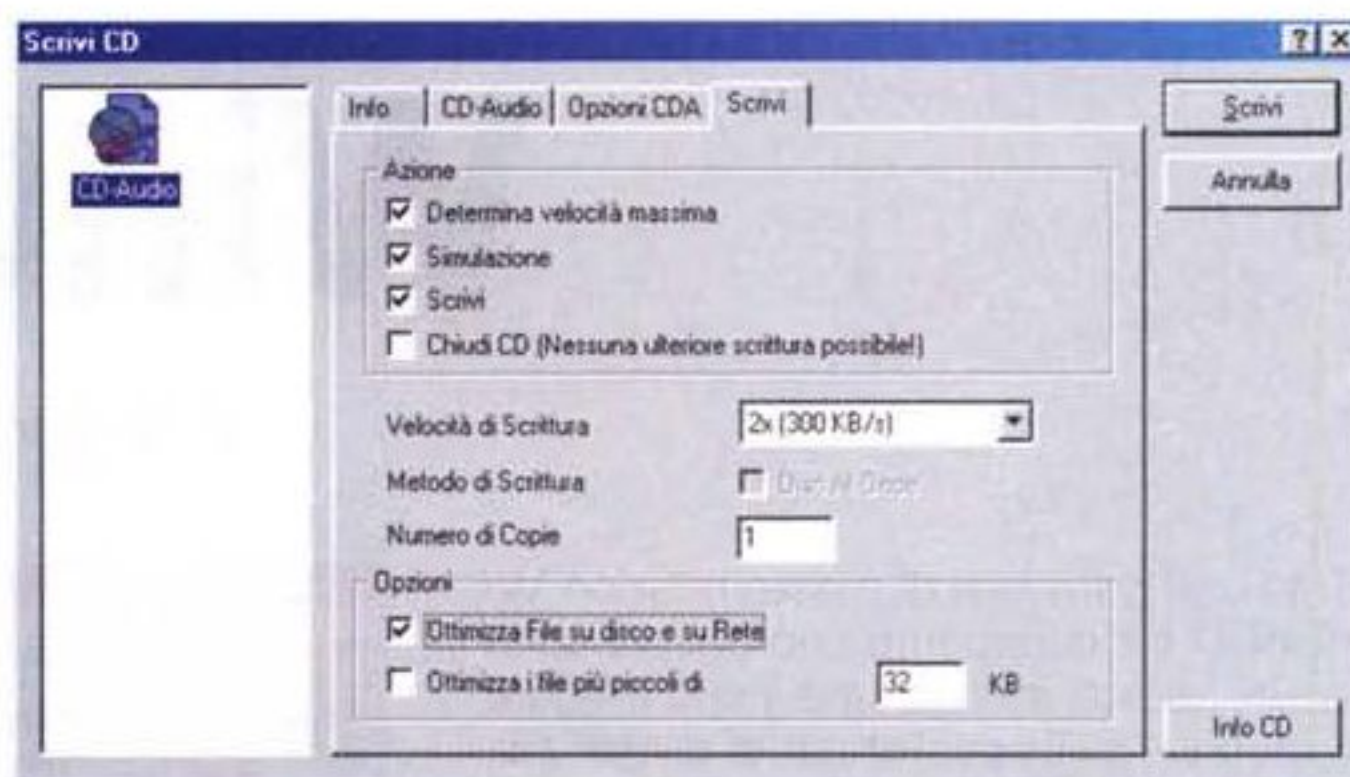 Scrivi CD
CD-Audio
Info CD-Audio Opzioni CDA Scrivi
Azione
Determina velocità massima
Simulazione
Scrivi
Chiudi CD (Nessuna ulteriore scrittura possibile!)
Velocità di Scrittura 2x (300 KB/s)
Metodo di Scrittura
Numero di Copie 1
Opzioni
Ottimizza File su disco e su Rete
Ottimizza i file più piccoli di 32 KB
Scrivi
Annulla
Info CD